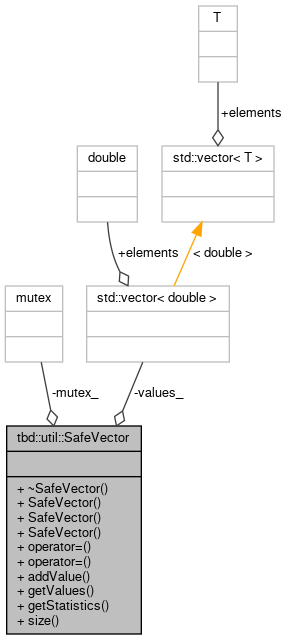 T
+elements
double
std::vector< T >
+elements
< double >
mutex
std::vector< double >
-mutex_
-values_
tbd::util::SafeVector
+ ~SafeVector()
+ SafeVector()
+ SafeVector()
+ SafeVector()
+ operator=()
+ operator=()
+ addValue()
+ getValues()
+ getStatistics()
+ size()